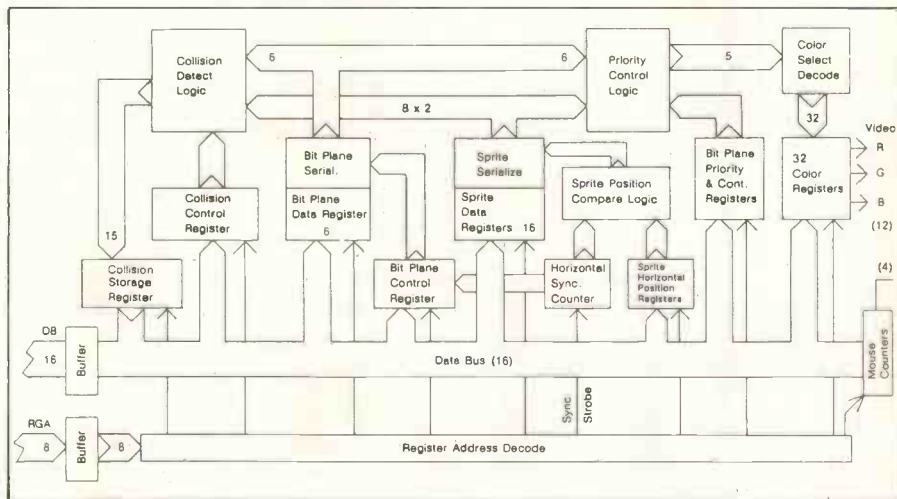 Collision
Detect
Logic
6
6
Priority
Control
Logic
5
Color
Select
Decode
8 x 2
32
Video
R
G
B
(12)
(4)
Bit Plane
Serial.
Bit Plane
Data Register
6
Sprite
Serialize
Sprite
Data
Registers 16
Sprite Position
Compare Logic
Bit Plane
Priority
& Cont.
Registers
32
Color
Registers
Collision
Control
Register
15
Collision
Storage
Register
Bit Plane
Control
Register
Horizontal
Sync.
Counter
Sprite
Horizontal
Position
Registers
Mouse
Counters
DB
16
Buffer
Data Bus (16)
Sync
Strobe
RGA
8
Buffer
8
Register Address Decode